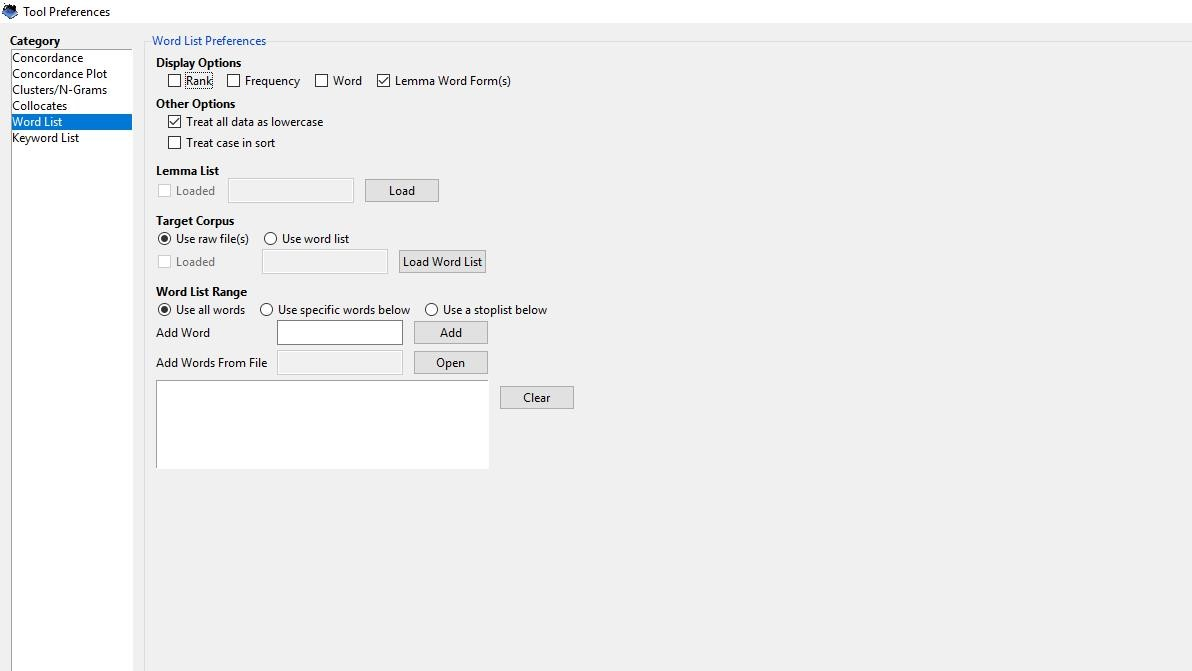 Tool Preferences
Category
Concordance
Concordance Plot
Clusters/N-Grams
Collocates
Word List
Keyword List
Word List Preferences
Display Options
Rank Frequency Word Lemma Word Form(s)
Other Options
Treat all data as lowercase
Treat case in sort
Lemma List
Loaded Load
Target Corpus
Use raw file(s) Use word list
Loaded Load Word List
Word List Range
Use all words Use specific words below Use a stoplist below
Add Word Add
Add Words From File Open
Clear